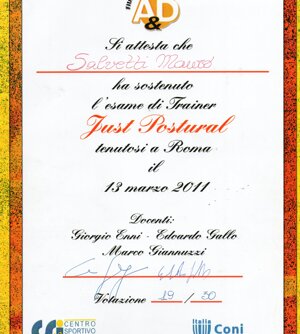 A&D
Si attesta che
Salvetti Mauro
ha sostenuto
l'esame di Trainer
Just Postural
tenutosi a Roma
il
13 marzo 2011
Docenti:
Giorgio Enni - Edoardo Gallo
Marco Giannuzzi
Votazione 19 / 30
CENTRO
SPORTIVO
Italia
Coni